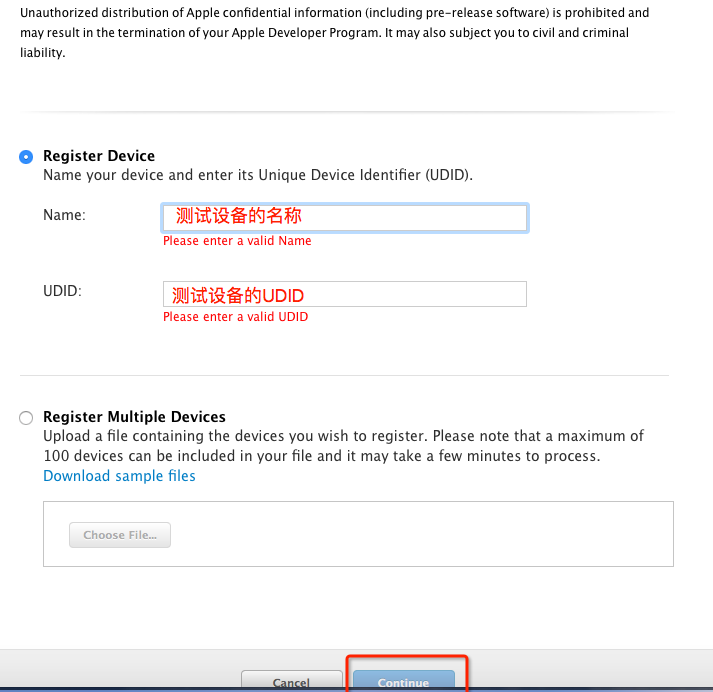 Unauthorized distribution of Apple confidential information (including pre-release software) is prohibited and
may result in the termination of your Apple Developer Program. It may also subject you to civil and criminal
liability.
Register Device
Name your device and enter its Unique Device Identifier (UDID).
Name:
测试设备的名称
Please enter a valid Name
UDID:
测试设备的UDID
Please enter a valid UDID
Register Multiple Devices
Upload a file containing the devices you wish to register. Please note that a maximum of
100 devices can be included in your file and it may take a few minutes to process.
Download sample files
Choose File...
Cancel
Continue